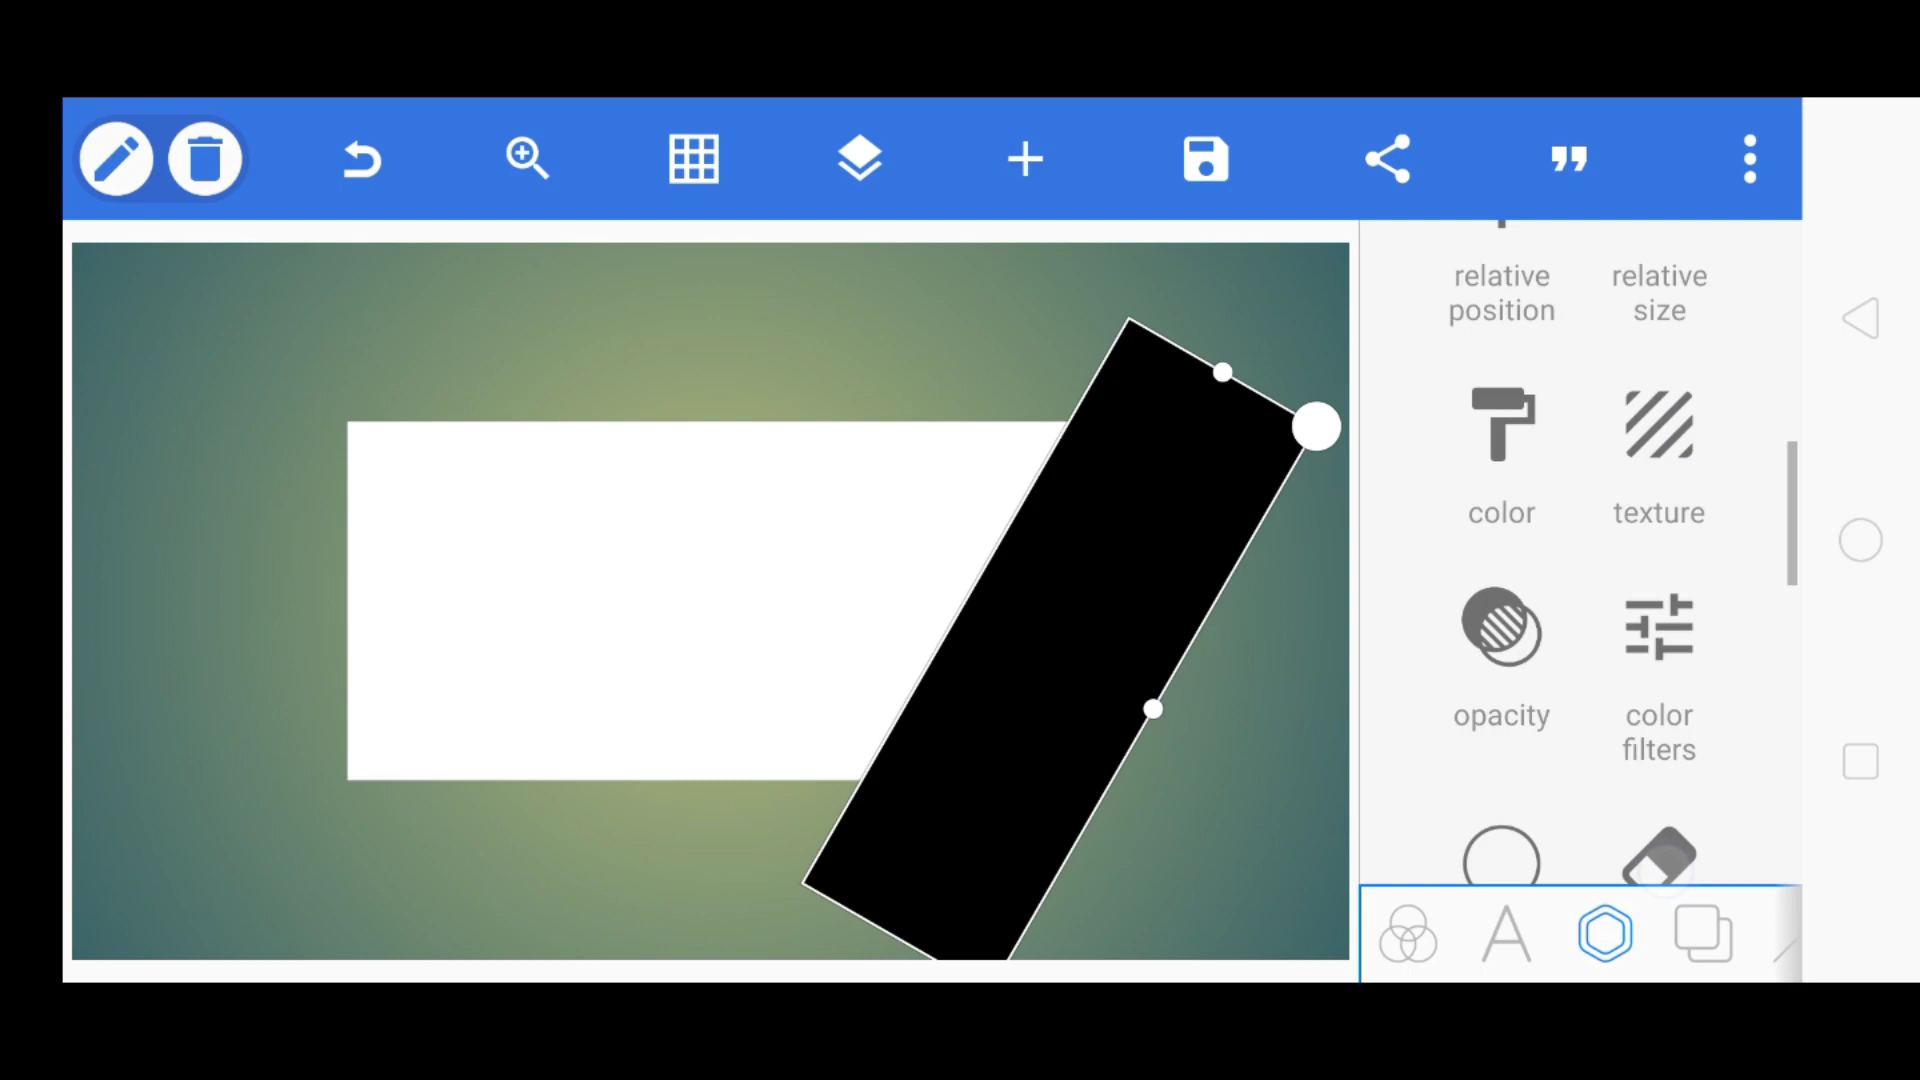 relative position
relative size
color
texture
opacity
color filters